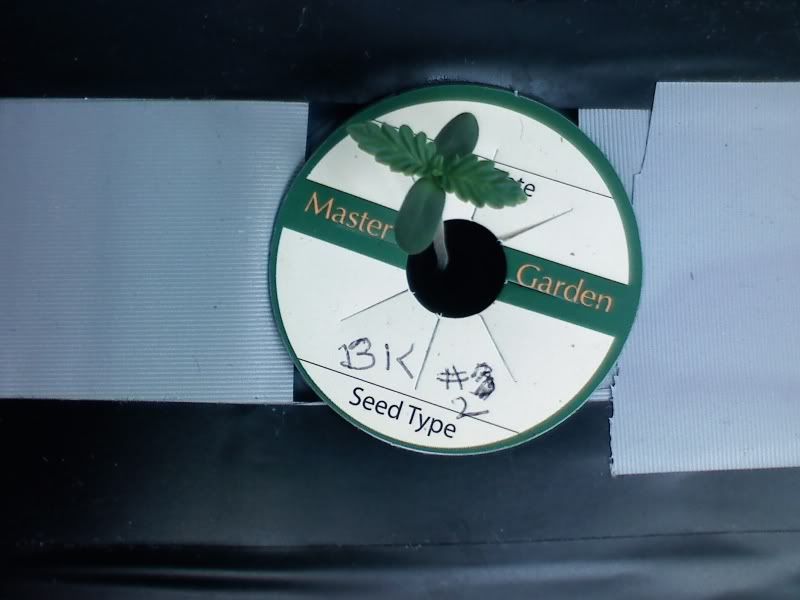 Master Garden
BK #3
2
Seed Type